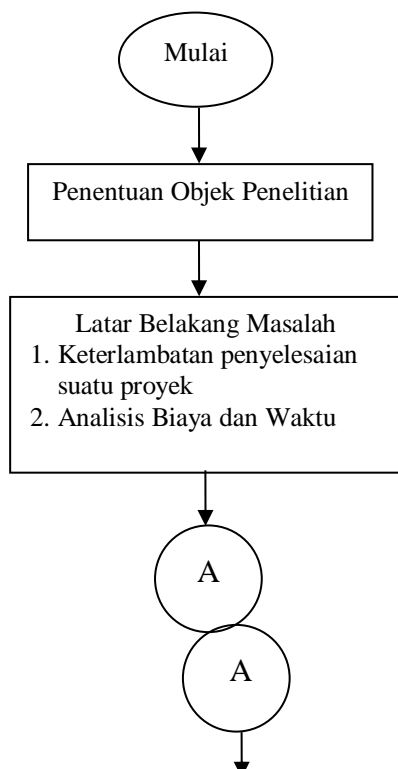 Mulai
Penentuan Objek Penelitian
Latar Belakang Masalah
1. Keterlambatan penyelesaian
suatu proyek
2. Analisis Biaya dan Waktu
A
A